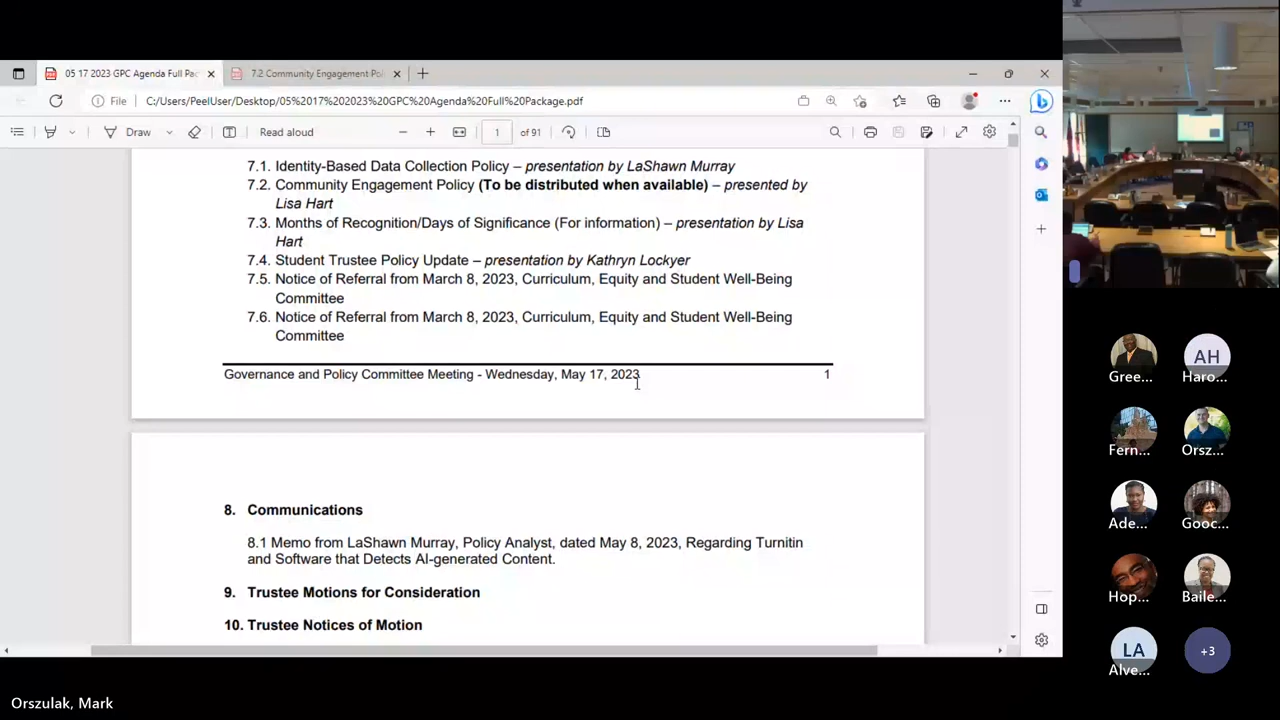 05 17 2023 GPC Agenda Full Pac
7.2 Community Engagement Poli
File
C:/Users/PeelUser/Desktop/05%2017%202023%20GPC%20Agenda%20Full%20Package.pdf
Draw
Read aloud
1
of 91
7.1. Identity-Based Data Collection Policy – presentation by LaShawn Murray
7.2. Community Engagement Policy (To be distributed when available) – presented by
Lisa Hart
7.3. Months of Recognition/Days of Significance (For information) – presentation by Lisa
Hart
7.4. Student Trustee Policy Update – presentation by Kathryn Lockyer
7.5. Notice of Referral from March 8, 2023, Curriculum, Equity and Student Well-Being
Committee
7.6. Notice of Referral from March 8, 2023, Curriculum, Equity and Student Well-Being
Committee
Governance and Policy Committee Meeting - Wednesday, May 17, 2023 1
8. Communications
8.1 Memo from LaShawn Murray, Policy Analyst, dated May 8, 2023, Regarding Turnitin
and Software that Detects AI-generated Content.
9. Trustee Motions for Consideration
10. Trustee Notices of Motion
Gree...
AH
Haro...
Fern...
Orsz...
Ade...
Gooc...
Hop...
Baile...
LA
Alve...
+3
Orszulak, Mark